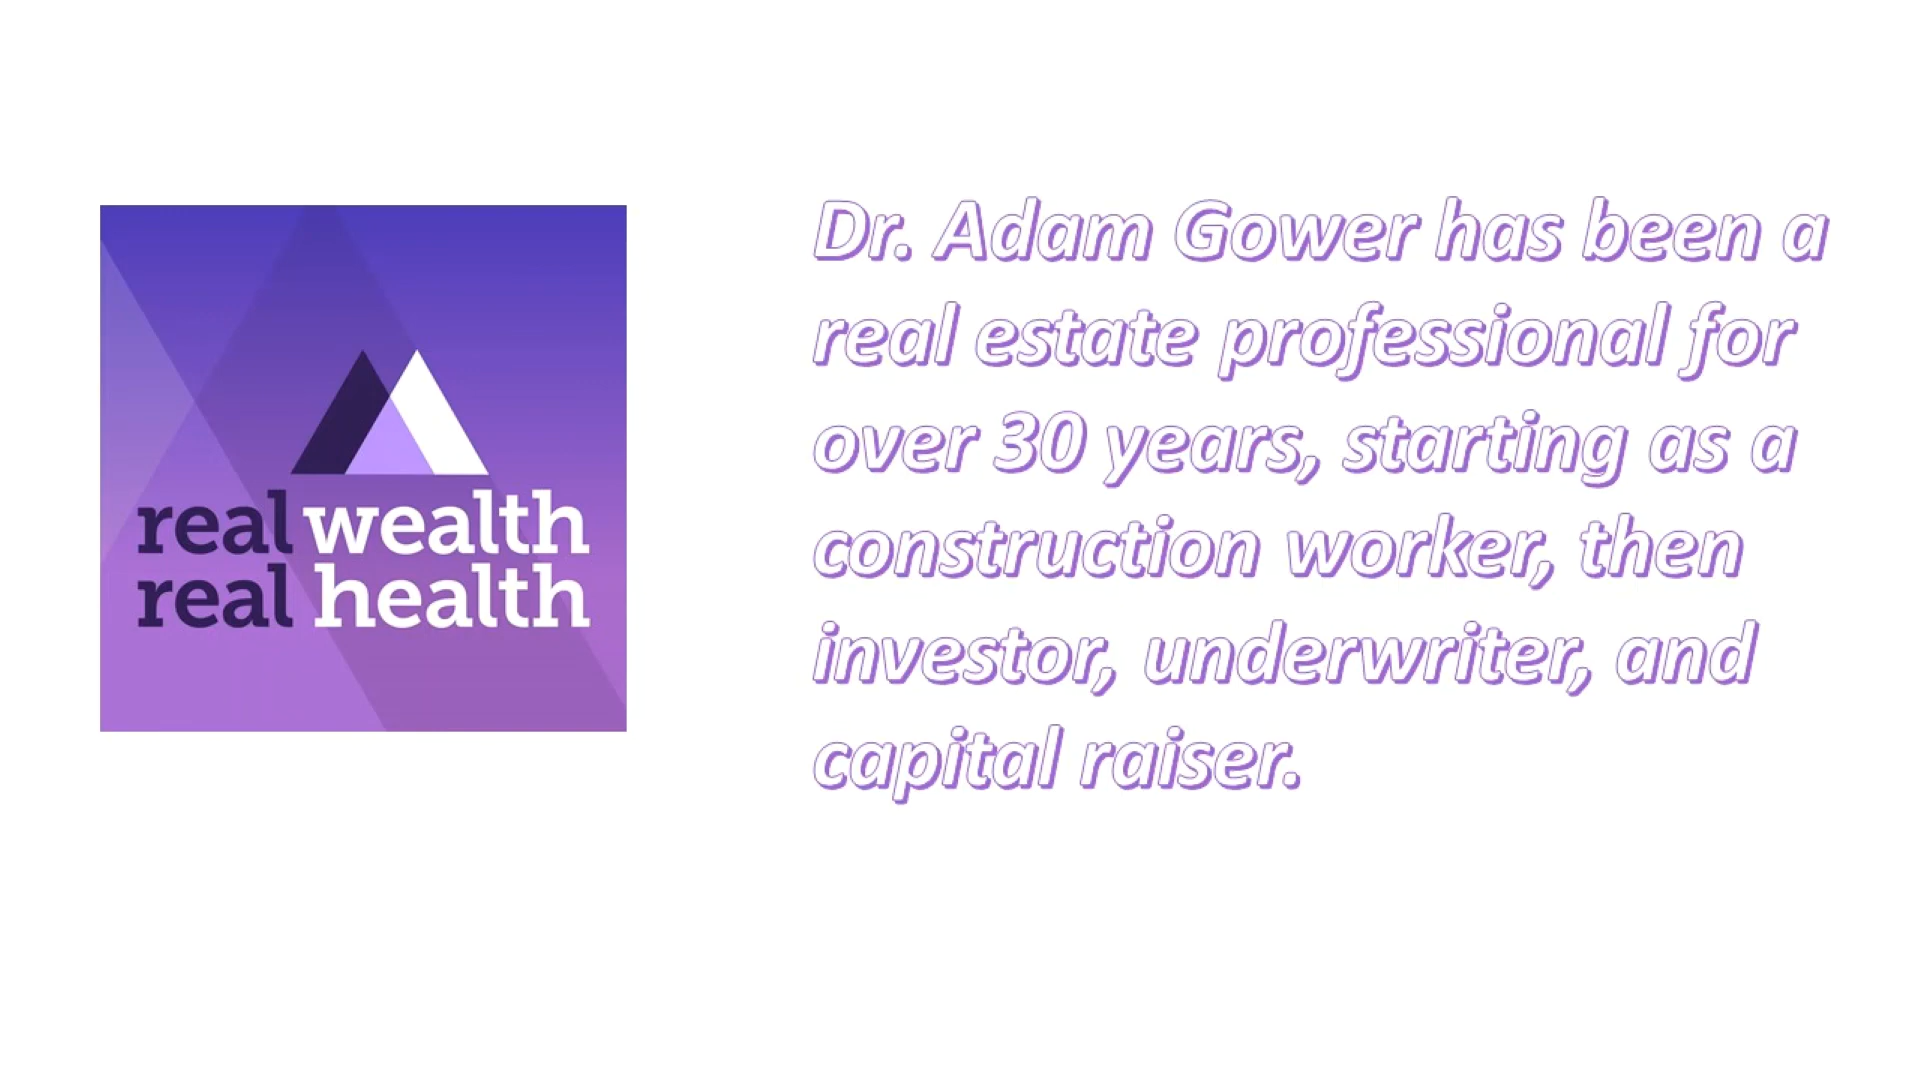 real wealth
real health
Dr. Adam Gower has been a
real estate professional for
over 30 years, starting as a
construction worker, then
investor, underwriter, and
capital raiser.